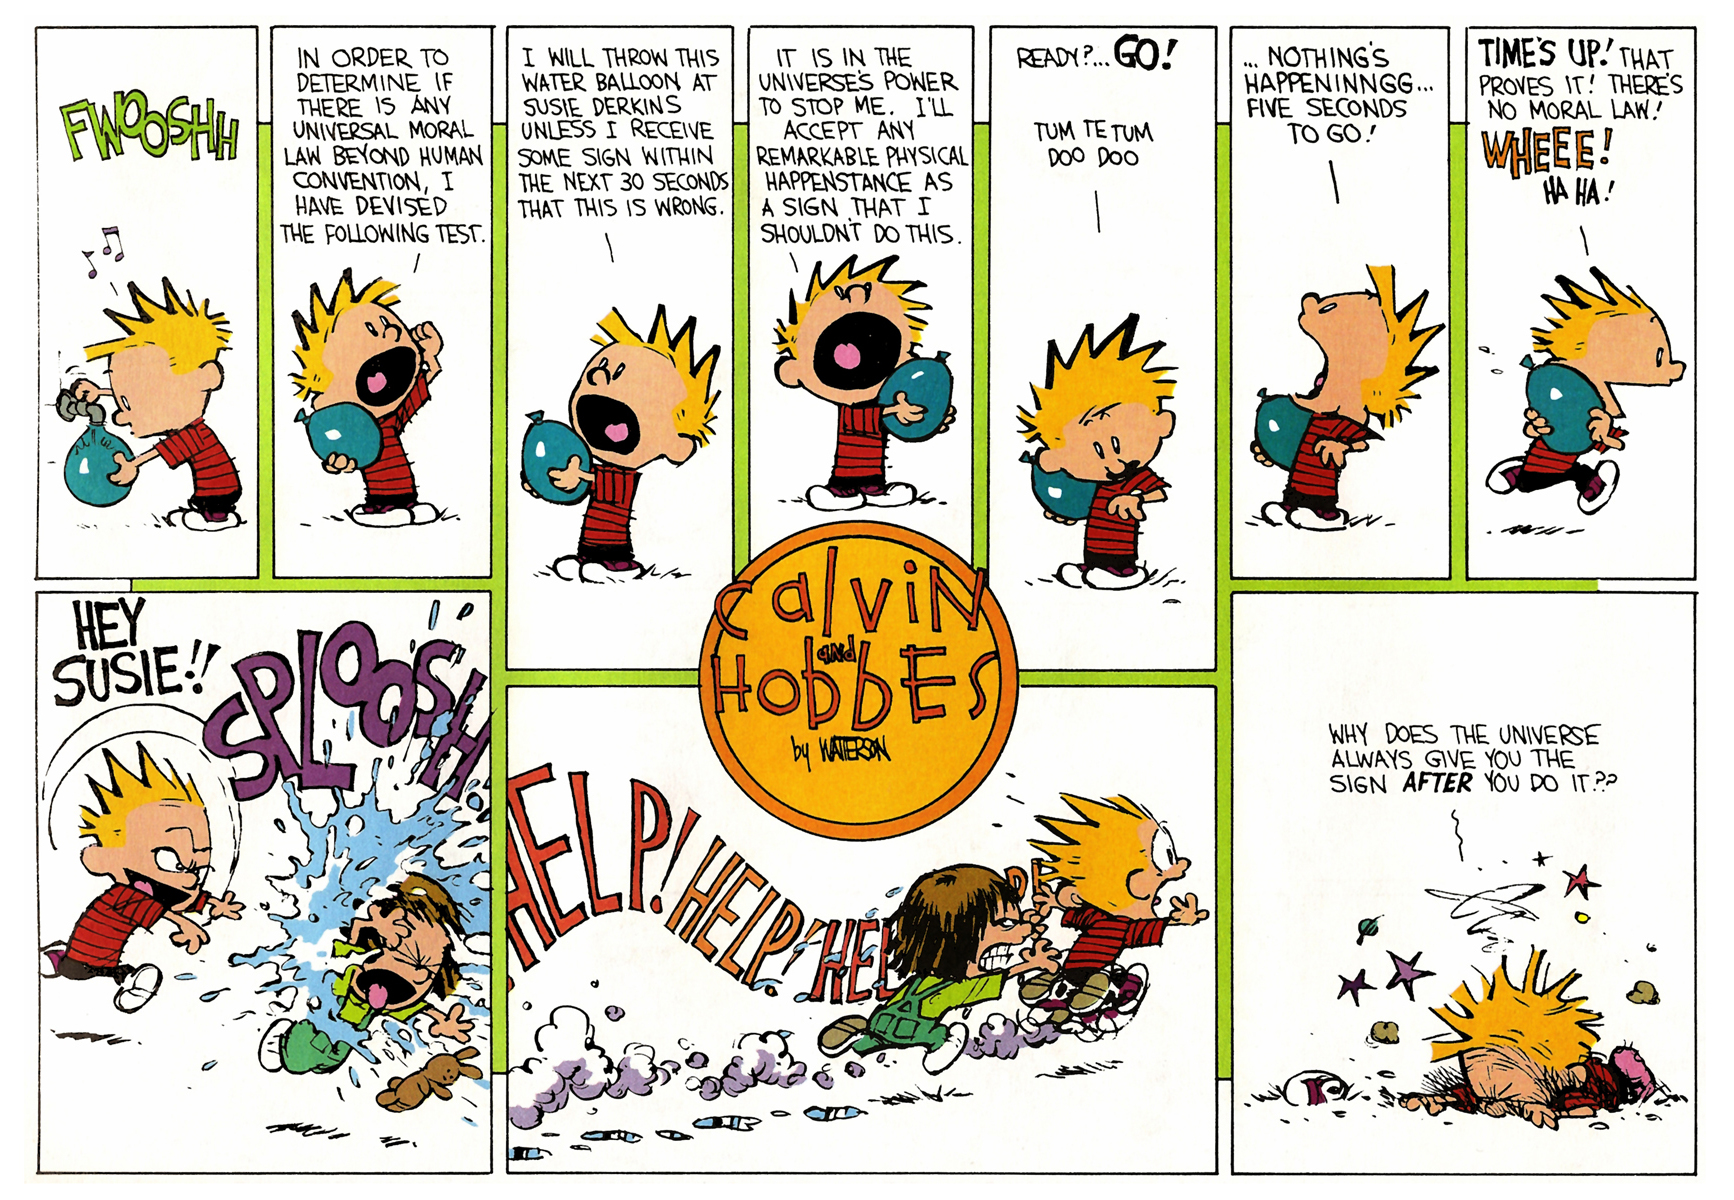 FWOOSHH
IN ORDER TO
DETERMINE IF
THERE IS ANY
UNIVERSAL MORAL
LAW BEYOND HUMAN
CONVENTION, I
HAVE DEVISED
THE FOLLOWING TEST.
I WILL THROW THIS
WATER BALLOON AT
SUSIE DERKINS
UNLESS I RECEIVE
SOME SIGN WITHIN
THE NEXT 30 SECONDS
THAT THIS IS WRONG.
IT IS IN THE
UNIVERSE'S POWER
TO STOP ME. I'LL
ACCEPT ANY
REMARKABLE PHYSICAL
HAPPENSTANCE AS
A SIGN THAT I
SHOULDN'T DO THIS.
READY?... GO!
TUM TE TUM
DOO DOO
... NOTHING'S
HAPPENINNGG...
FIVE SECONDS
TO GO!
TIME'S UP! THAT
PROVES IT! THERE'S
NO MORAL LAW!
WHEEE!
HA HA!
CALVIN
and
HOBBES
by WATTERSON
HEY
SUSIE!!
SPLOOSH
HELP! HELP! HEL
WHY DOES THE UNIVERSE
ALWAYS GIVE YOU THE
SIGN AFTER YOU DO IT??